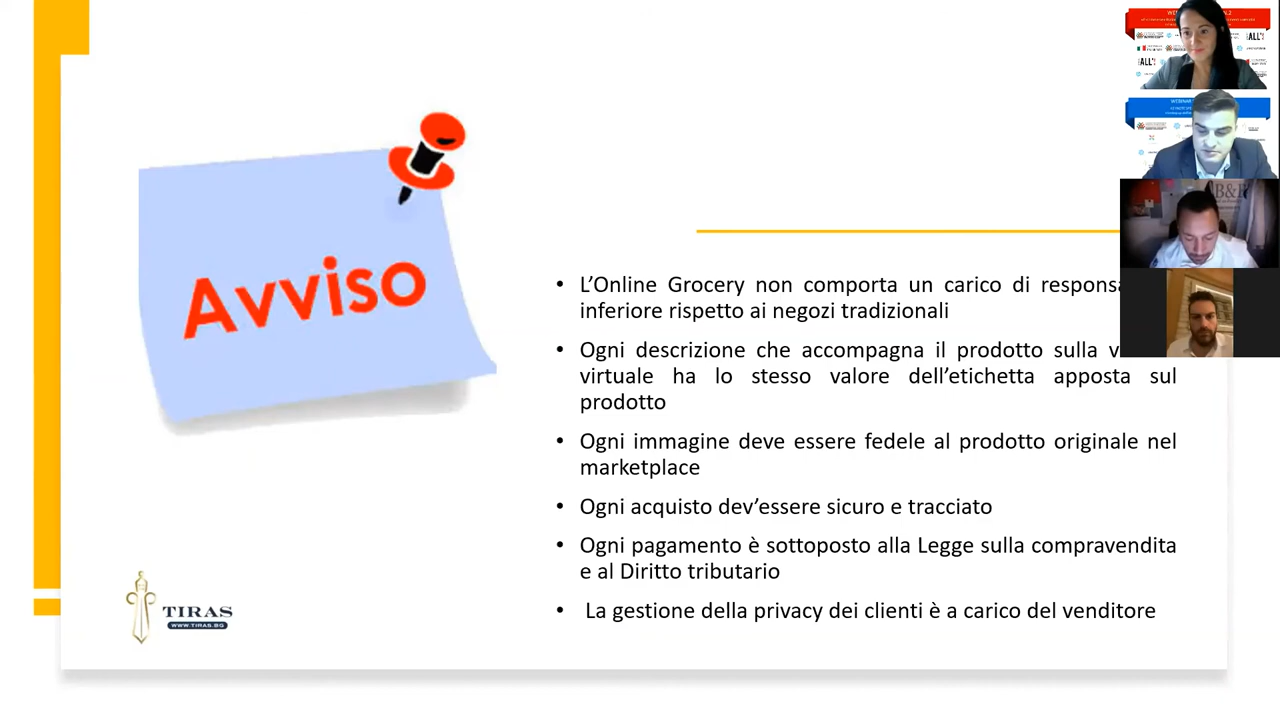 Avviso
• L’Online Grocery non comporta un carico di
inferiore rispetto ai negozi tradizionali
• Ogni descrizione che accompagna il prodotto sulla
virtuale ha lo stesso valore dell’etichetta apposta sul
prodotto
• Ogni immagine deve essere fedele al prodotto originale nel
marketplace
• Ogni acquisto dev’essere sicuro e tracciato
• Ogni pagamento è sottoposto alla Legge sulla compravendita
e al Diritto tributario
• La gestione della privacy dei clienti è a carico del venditore
TIRAS
WWW.TIRAS.BG
B&R